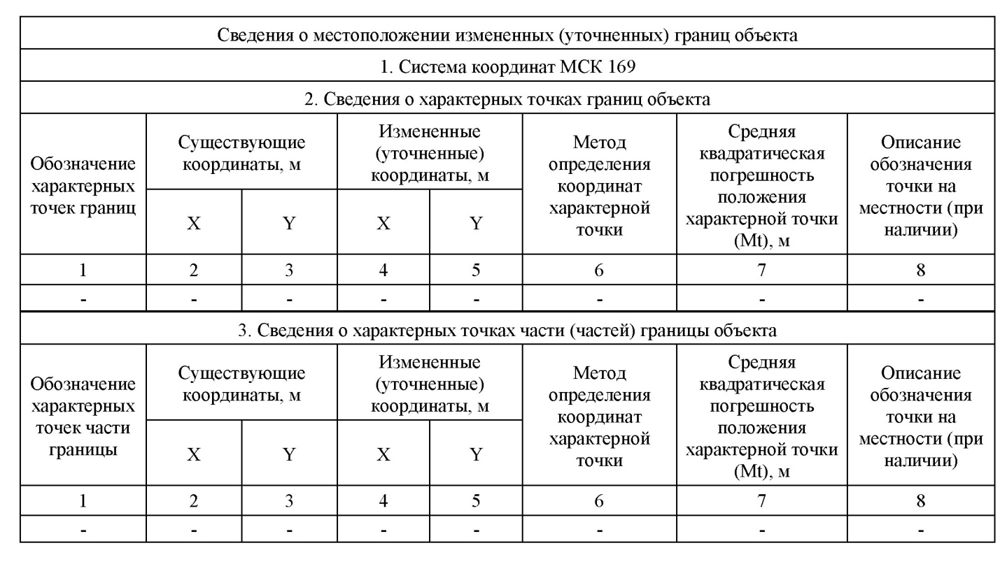 Сведения о местоположении измененных (уточненных) границ объекта
1. Система координат МСК 169
2. Сведения о характерных точках границ объекта
Обозначение
характерных
точек границ
Существующие
координаты, м
Измененные
(уточненные)
координаты, м
Метод
определения
координат
характерной
точки
Средняя
квадратическая
погрешность
положения
характерной точки
(Mt), м
Описание
обозначения
точки на
местности (при
наличии)
X Y X Y
1 2 3 4 5 6 7 8
- - - - - - - -
3. Сведения о характерных точках части (частей) границы объекта
Обозначение
характерных
точек части
границы
Существующие
координаты, м
Измененные
(уточненные)
координаты, м
Метод
определения
координат
характерной
точки
Средняя
квадратическая
погрешность
положения
характерной точки
(Mt), м
Описание
обозначения
точки на
местности (при
наличии)
X Y X Y
1 2 3 4 5 6 7 8
- - - - - - - -